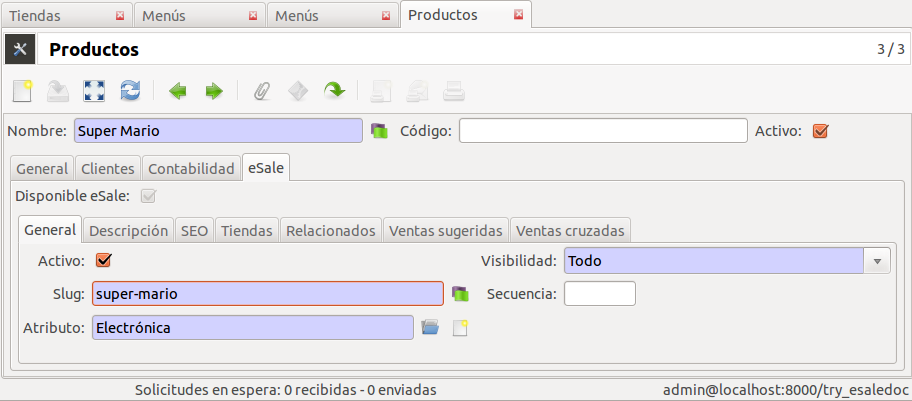 Tiendas Menús Menús Productos
Productos 3 / 3
Nombre: Super Mario Código: Activo:
General Clientes Contabilidad eSale
Disponible eSale:
General Descripción SEO Tiendas Relacionados Ventas sugeridas Ventas cruzadas
Activo: Visibilidad: Todo
Slug: super-mario Secuencia:
Atributo: Electrónica
Solicitudes en espera: 0 recibidas - 0 enviadas admin@localhost:8000/try_esaledoc